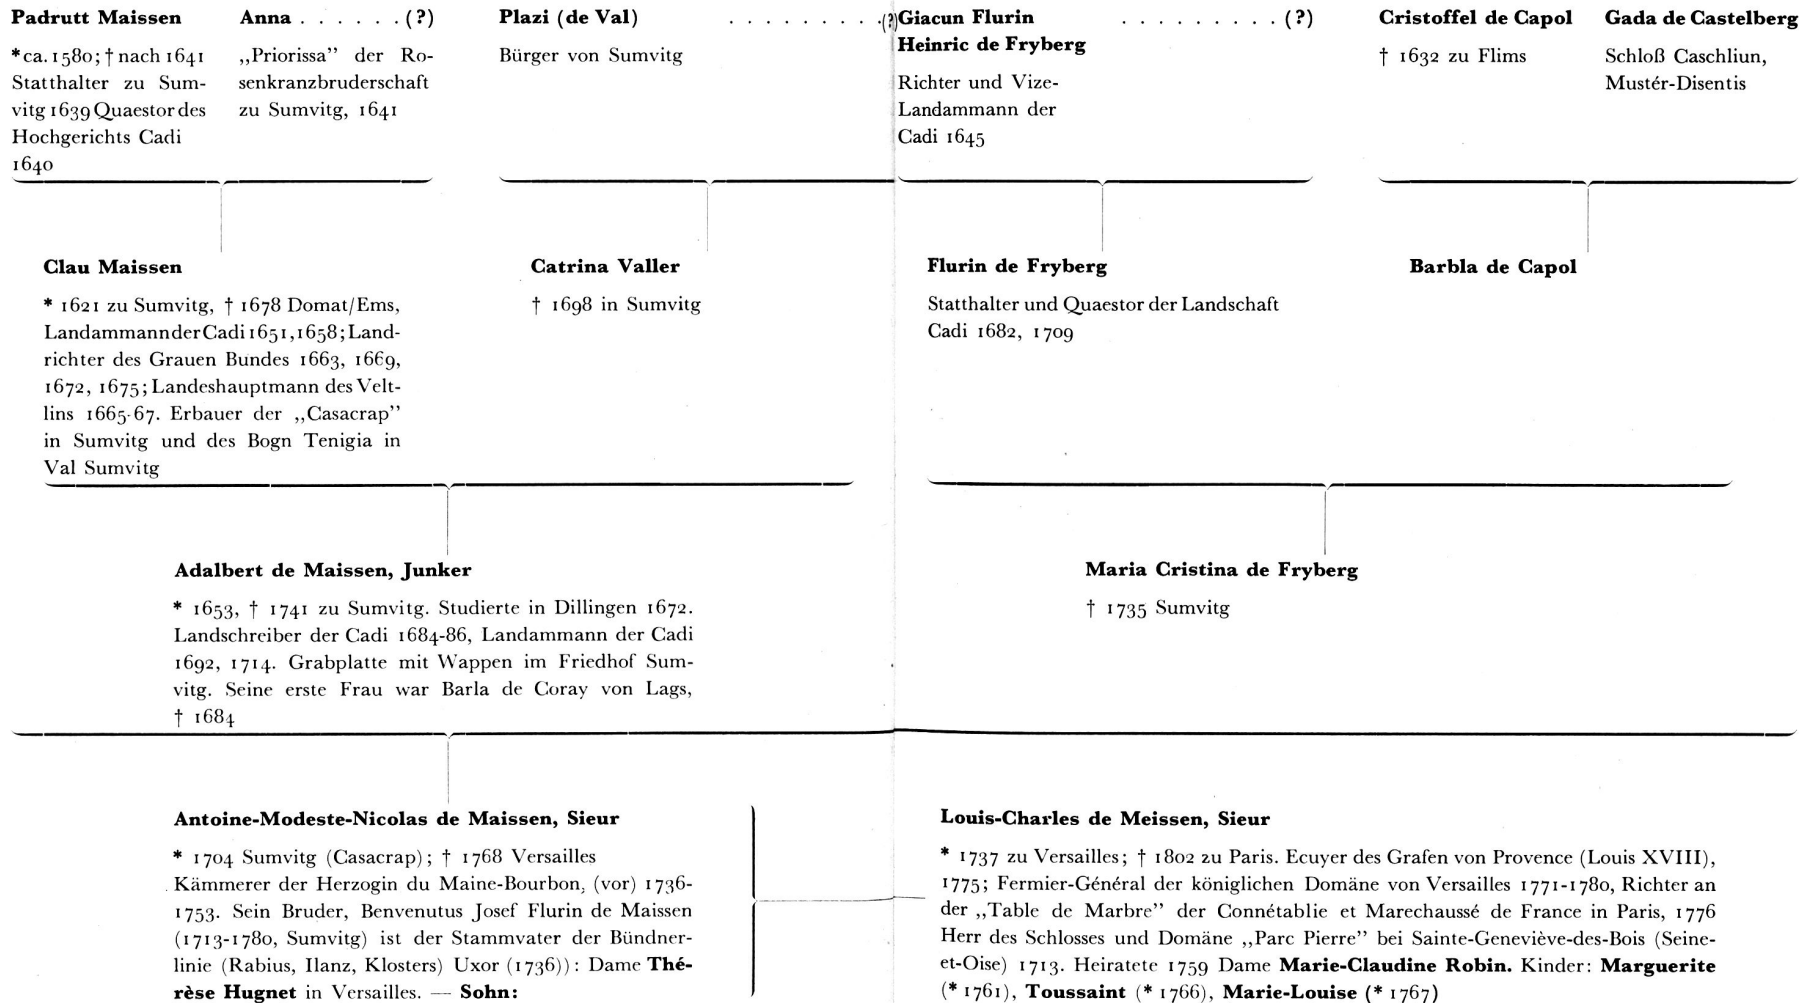 Padrutt Maissen
*ca. 1580; † nach 1641
Statthalter zu Sum-
vitg 1639 Quaestor des
Hochgerichts Cadi
1640
Anna . . . . . . (?)
„Priorissa” der Ro-
senkranzbruderschaft
zu Sumvitg, 1641
Plazi (de Val) . . . . . . . . . (?)
Bürger von Sumvitg
Giacun Flurin . . . . . . . . . (?)
Heinric de Fryberg
Richter und Vize-
Landammann der
Cadi 1645
Cristoffel de Capol
† 1632 zu Flims
Gada de Castelberg
Schloß Caschliun,
Mustér-Disentis
Clau Maissen
* 1621 zu Sumvitg, † 1678 Domat/Ems,
Landammann der Cadi 1651, 1658; Land-
richter des Grauen Bundes 1663, 1669,
1672, 1675; Landeshauptmann des Velt-
lins 1665-67. Erbauer der „Casacrap”
in Sumvitg und des Bogn Tenigia in
Val Sumvitg
Catrina Valler
† 1698 in Sumvitg
Flurin de Fryberg
Statthalter und Quaestor der Landschaft
Cadi 1682, 1709
Barbla de Capol
Adalbert de Maissen, Junker
* 1653, † 1741 zu Sumvitg. Studierte in Dillingen 1672.
Landschreiber der Cadi 1684-86, Landammann der Cadi
1692, 1714. Grabplatte mit Wappen im Friedhof Sum-
vitg. Seine erste Frau war Barla de Coray von Lags,
† 1684
Maria Cristina de Fryberg
† 1735 Sumvitg
Antoine-Modeste-Nicolas de Maissen, Sieur
* 1704 Sumvitg (Casacrap); † 1768 Versailles
Kämmerer der Herzogin du Maine-Bourbon, (vor) 1736-
1753. Sein Bruder, Benvenutus Josef Flurin de Maissen
(1713-1780, Sumvitg) ist der Stammvater der Bündner-
linie (Rabius, Ilanz, Klosters) Uxor (1736)): Dame Thé-
rèse Hugnet in Versailles. — Sohn:
Louis-Charles de Meissen, Sieur
* 1737 zu Versailles; † 1802 zu Paris. Ecuyer des Grafen von Provence (Louis XVIII),
1775; Fermier-Général der königlichen Domäne von Versailles 1771-1780, Richter an
der „Table de Marbre” der Connétablie et Marechaussé de France in Paris, 1776
Herr des Schlosses und Domäne „Parc Pierre” bei Sainte-Geneviève-des-Bois (Seine-
et-Oise) 1713. Heiratete 1759 Dame Marie-Claudine Robin. Kinder: Marguerite
(* 1761), Toussaint (* 1766), Marie-Louise (* 1767)